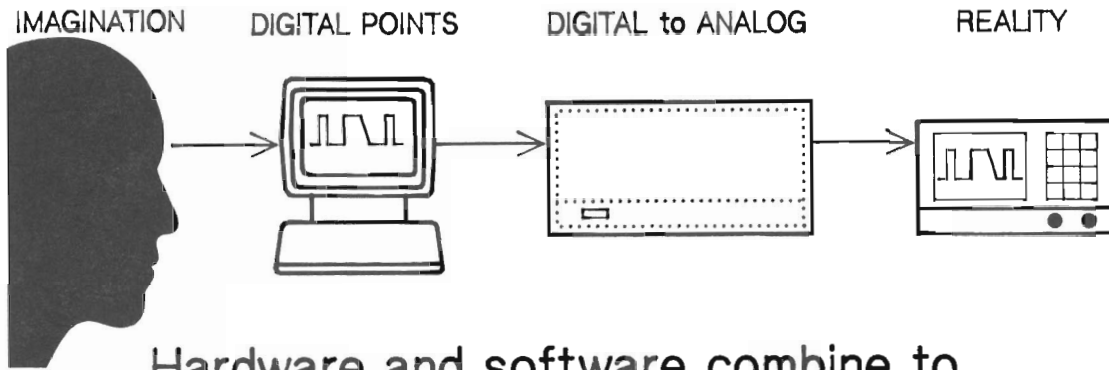 IMAGINATION DIGITAL POINTS DIGITAL to ANALOG REALITY
Hardware and software combine to